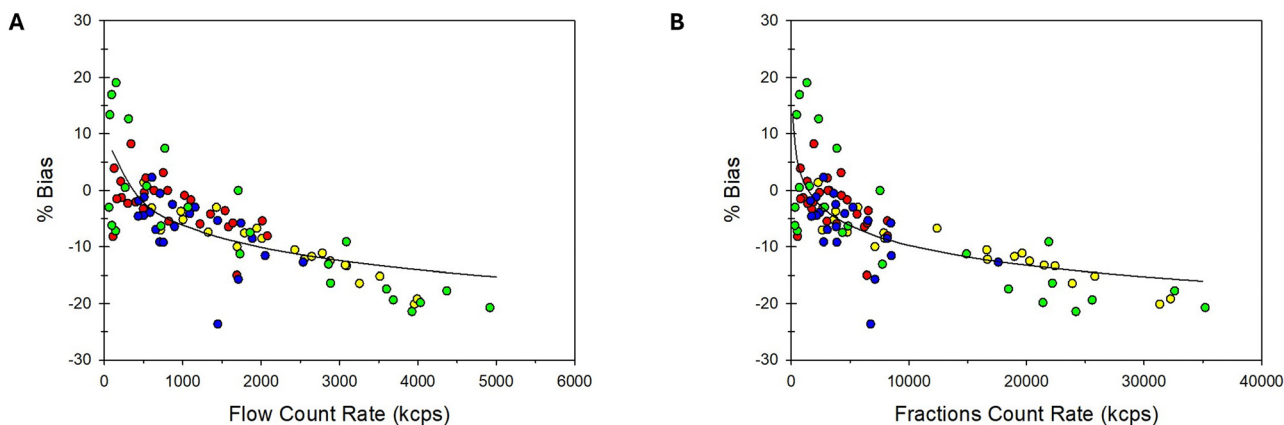 A
30
20
10
0
-10
-20
-30
% Bias
0 1000 2000 3000 4000 5000 6000
Flow Count Rate (kcps)
B
30
20
10
0
-10
-20
-30
% Bias
0 10000 20000 30000 40000
Fractions Count Rate (kcps)